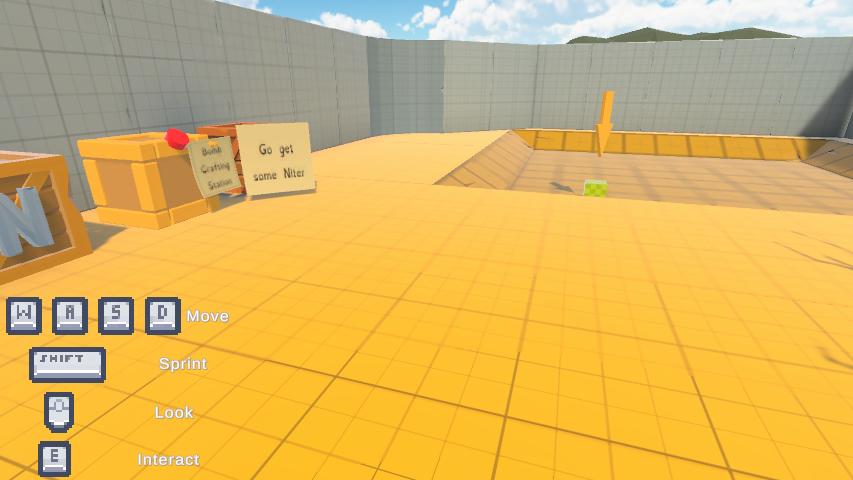 Bomb
Crafting
Station
Go get
some Niter
N
W A S D Move
SHIFT Sprint
Look
E Interact